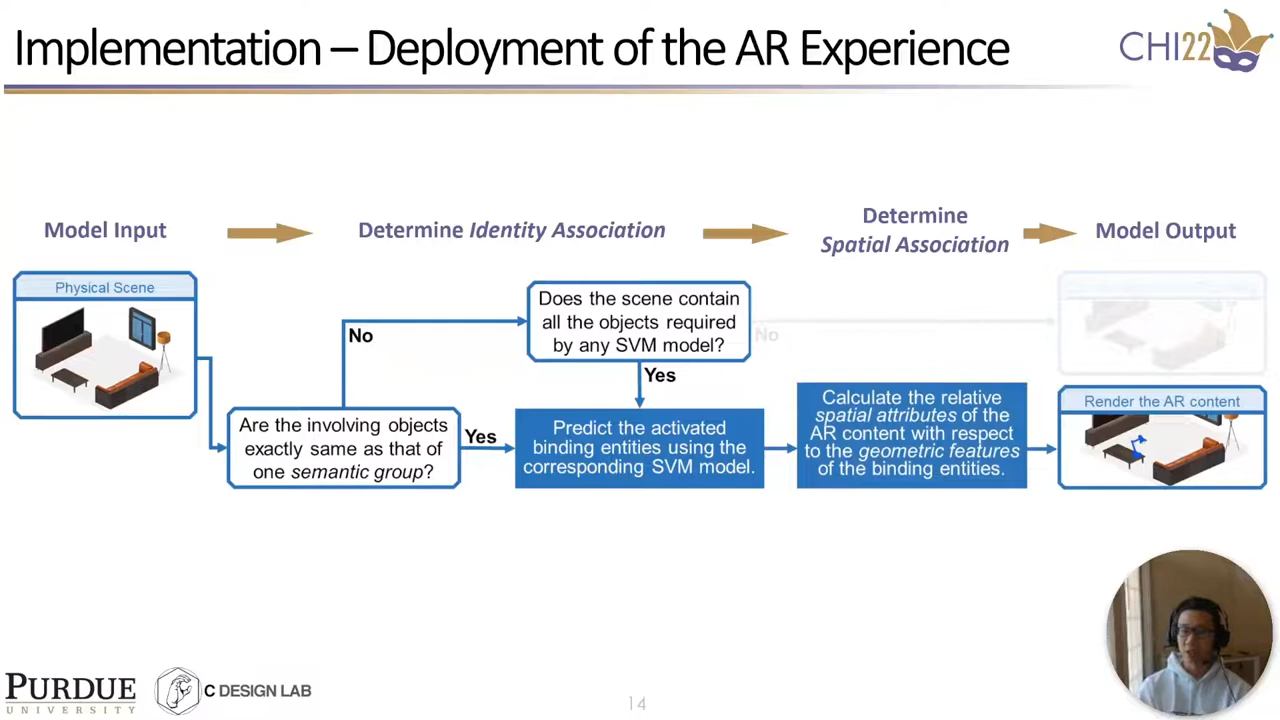 Implementation – Deployment of the AR Experience
CHI22
Model Input
Determine Identity Association
Determine
Spatial Association
Model Output
Physical Scene
Does the scene contain
all the objects required
by any SVM model?
No
No
Yes
Are the involving objects
exactly same as that of
one semantic group?
Yes
Predict the activated
binding entities using the
corresponding SVM model.
Calculate the relative
spatial attributes of the
AR content with respect
to the geometric features
of the binding entities.
Render the AR content
PURDUE
UNIVERSITY
C DESIGN LAB
14